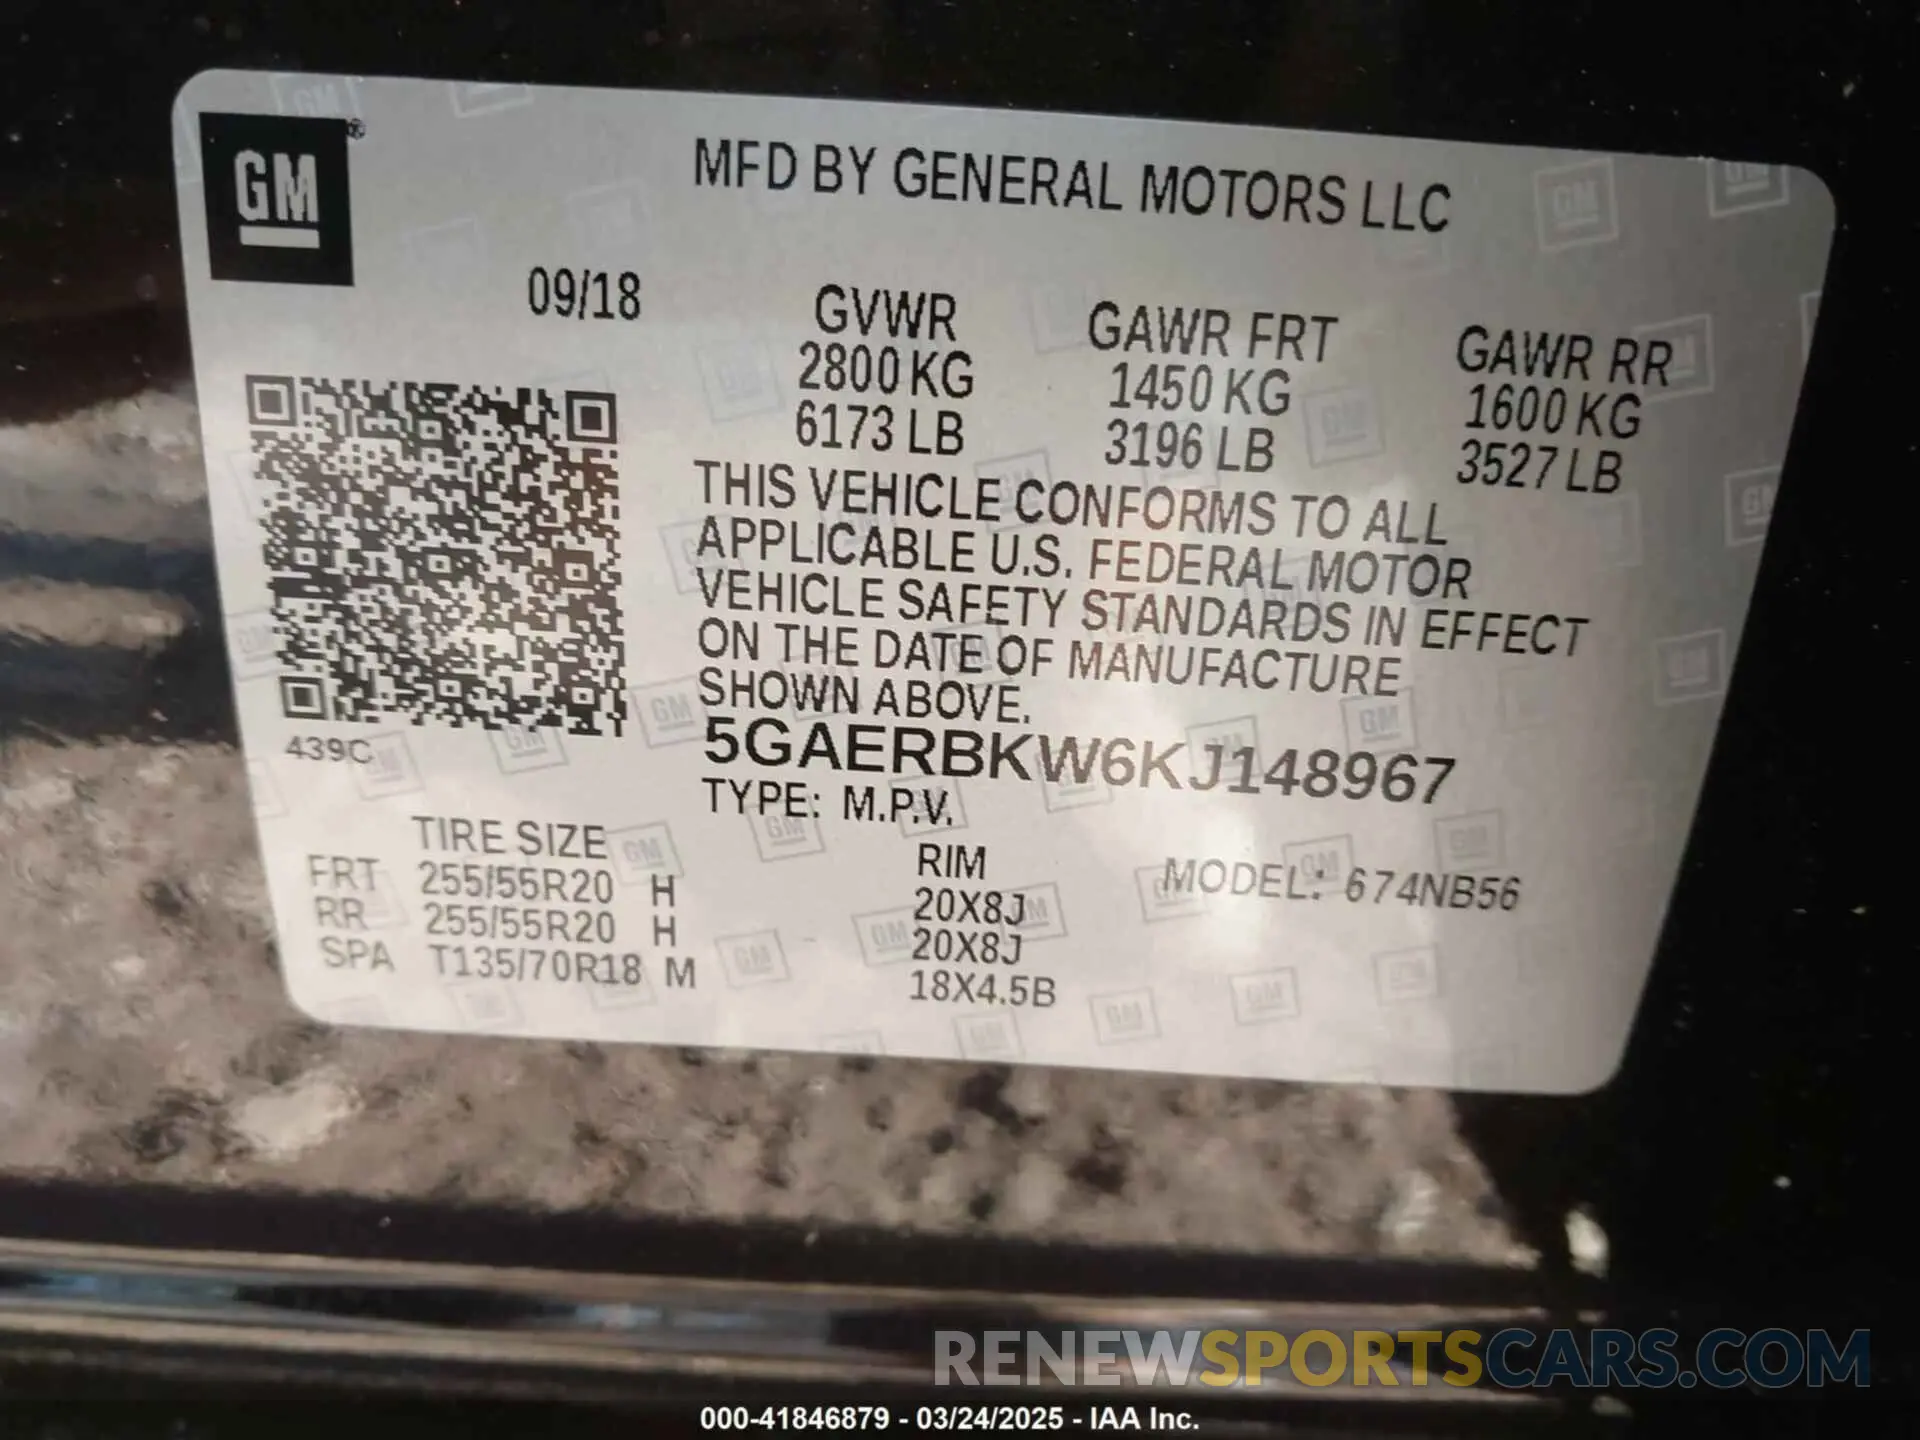 GM
MFD BY GENERAL MOTORS LLC
09/18
GVWR
2800 KG
6173 LB
GAWR FRT
1450 KG
3196 LB
GAWR RR
1600 KG
3527 LB
THIS VEHICLE CONFORMS TO ALL
APPLICABLE U.S. FEDERAL MOTOR
VEHICLE SAFETY STANDARDS IN EFFECT
ON THE DATE OF MANUFACTURE
SHOWN ABOVE.
439C
5GAERBKW6KJ148967
TYPE: M.P.V.
TIRE SIZE
RIM
MODEL: 674NB56
FRT 255/55R20 H 20X8J
RR 255/55R20 H 20X8J
SPA T135/70R18 M 18X4.5B
RENEWSPORTSCARS.COM
000-41846879 - 03/24/2025 - IAA Inc.